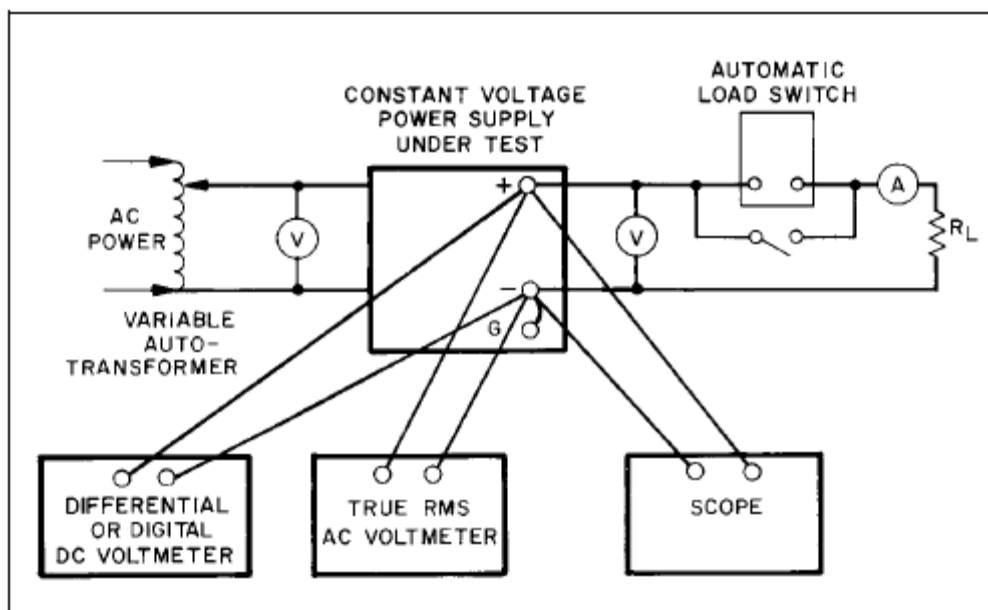 AUTOMATIC
LOAD SWITCH
CONSTANT VOLTAGE
POWER SUPPLY
UNDER TEST
+
AC
POWER
V
V
A
R_L
-
G
VARIABLE
AUTO-
TRANSFORMER
DIFFERENTIAL
OR DIGITAL
DC VOLTMETER
TRUE RMS
AC VOLTMETER
SCOPE